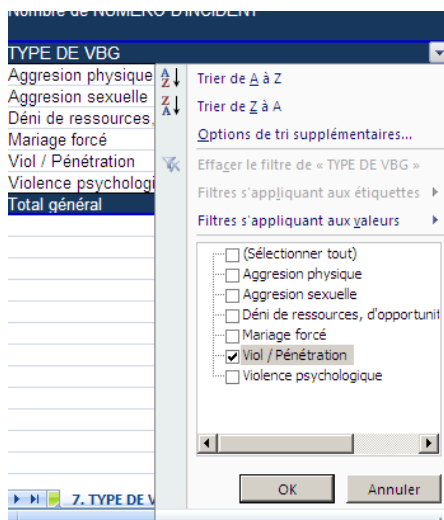 Nombre de NUMERO D'INCIDENT
TYPE DE VBG
Aggresion physique
Aggresion sexuelle
Déni de ressources,
Mariage forcé
Viol / Pénétration
Violence psychologi
Total général
Trier de A à Z
Trier de Z à A
Options de tri supplémentaires...
Effacer le filtre de « TYPE DE VBG »
Filtres s'appliquant aux étiquettes
Filtres s'appliquant aux valeurs
(Sélectionner tout)
Aggresion physique
Aggresion sexuelle
Déni de ressources, d'opportunit
Mariage forcé
Viol / Pénétration
Violence psychologique
OK Annuler
7. TYPE DE V